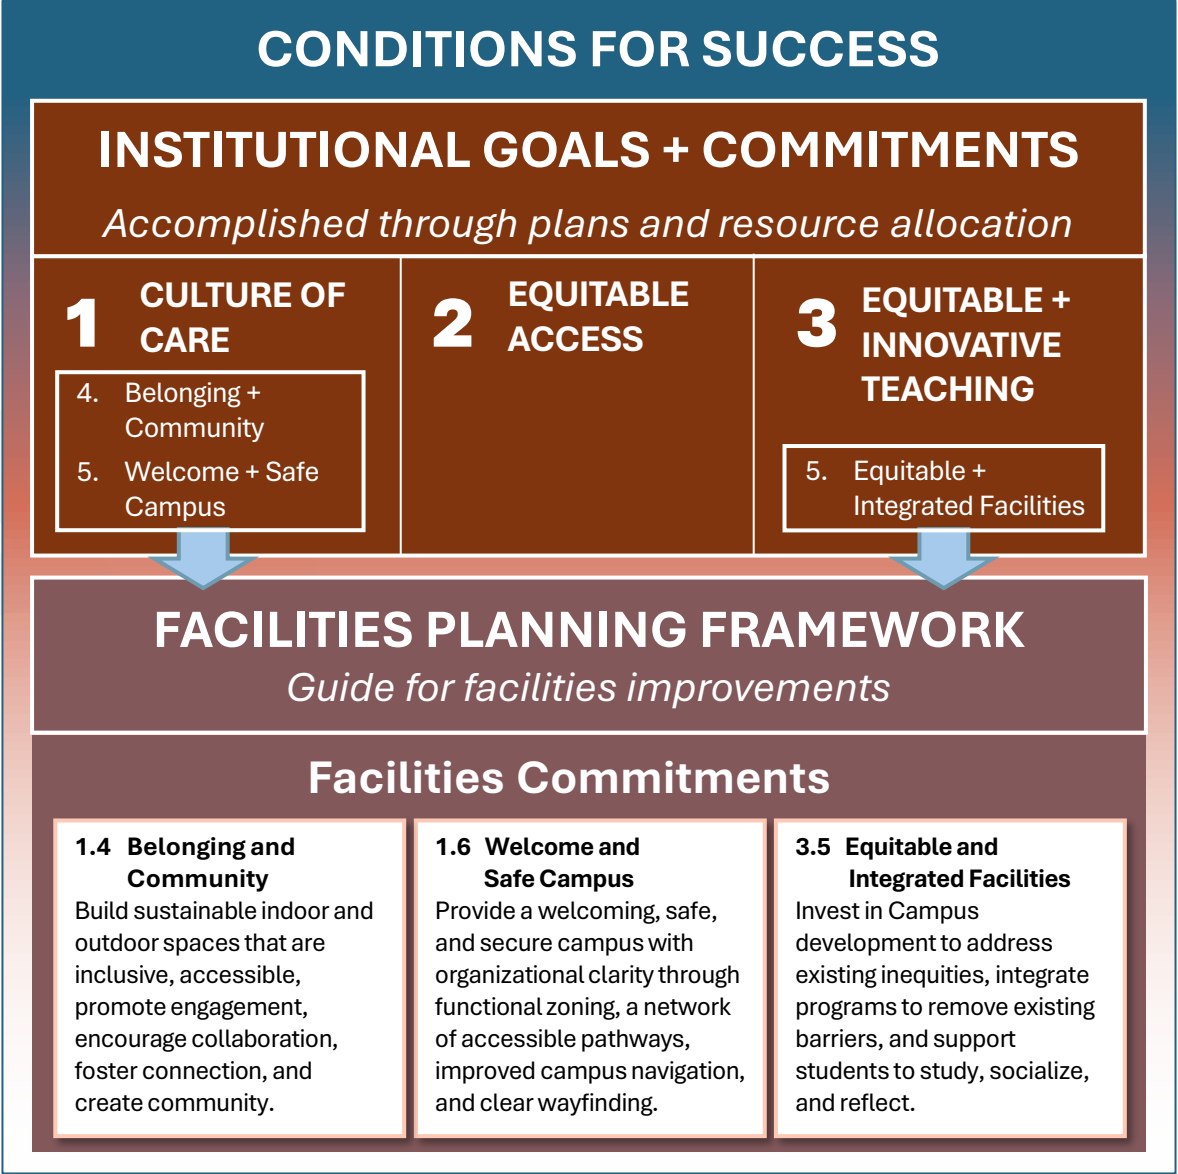 CONDITIONS FOR SUCCESS
INSTITUTIONAL GOALS + COMMITMENTS
Accomplished through plans and resource allocation
1 CULTURE OF
CARE
4. Belonging +
Community
5. Welcome + Safe
Campus
2 EQUITABLE
ACCESS
3 EQUITABLE +
INNOVATIVE
TEACHING
5. Equitable +
Integrated Facilities
FACILITIES PLANNING FRAMEWORK
Guide for facilities improvements
Facilities Commitments
1.4 Belonging and
Community
Build sustainable indoor and
outdoor spaces that are
inclusive, accessible,
promote engagement,
encourage collaboration,
foster connection, and
create community.
1.6 Welcome and
Safe Campus
Provide a welcoming, safe,
and secure campus with
organizational clarity through
functional zoning, a network
of accessible pathways,
improved campus navigation,
and clear wayfinding.
3.5 Equitable and
Integrated Facilities
Invest in Campus
development to address
existing inequities, integrate
programs to remove existing
barriers, and support
students to study, socialize,
and reflect.